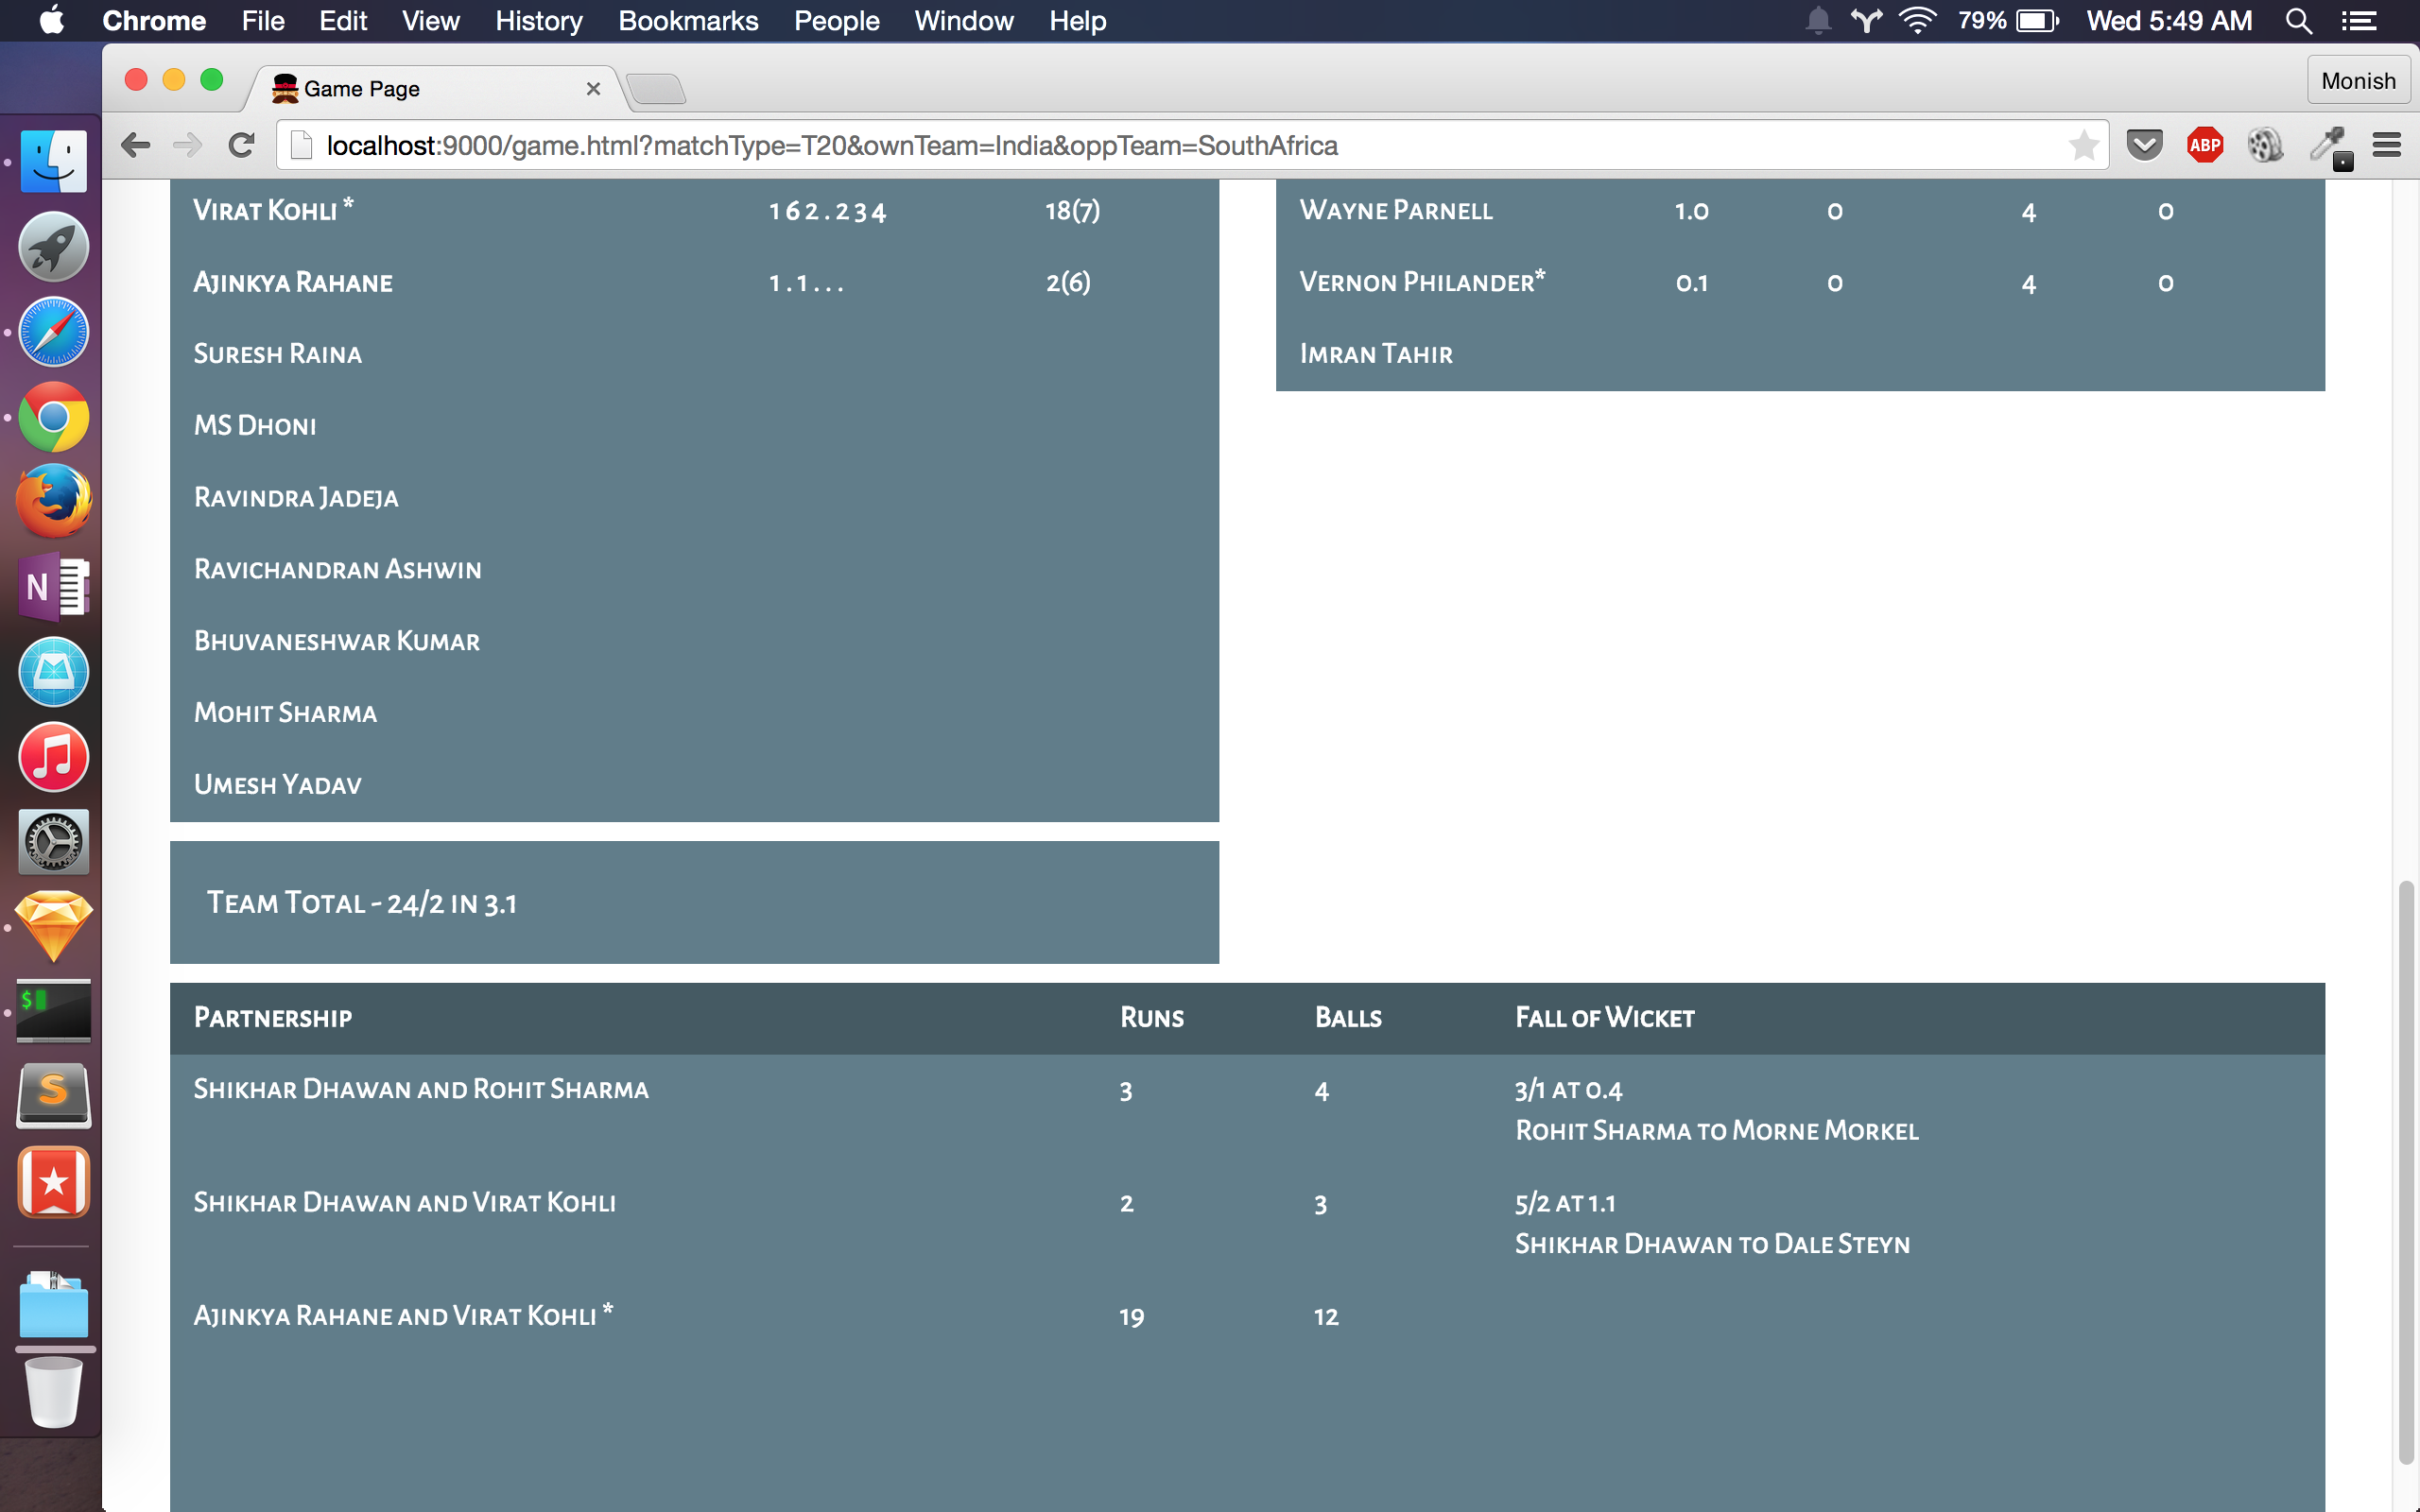 Chrome File Edit View History Bookmarks People Window Help 79% Wed 5:49 AM
Game Page Monish
localhost:9000/game.html?matchType=T20&ownTeam=India&oppTeam=SouthAfrica ABP
Virat Kohli * 1 6 2 . 2 3 4 18(7)
Ajinkya Rahane 1 . 1 . . . 2(6)
Suresh Raina
MS Dhoni
Ravindra Jadeja
Ravichandran Ashwin
Bhuvaneshwar Kumar
Mohit Sharma
Umesh Yadav
Wayne Parnell 1.0 0 4 0
Vernon Philander* 0.1 0 4 0
Imran Tahir
Team Total - 24/2 in 3.1
Partnership Runs Balls Fall of Wicket
Shikhar Dhawan and Rohit Sharma 3 4 3/1 at 0.4
Rohit Sharma to Morne Morkel
Shikhar Dhawan and Virat Kohli 2 3 5/2 at 1.1
Shikhar Dhawan to Dale Steyn
Ajinkya Rahane and Virat Kohli * 19 12
N
$
S